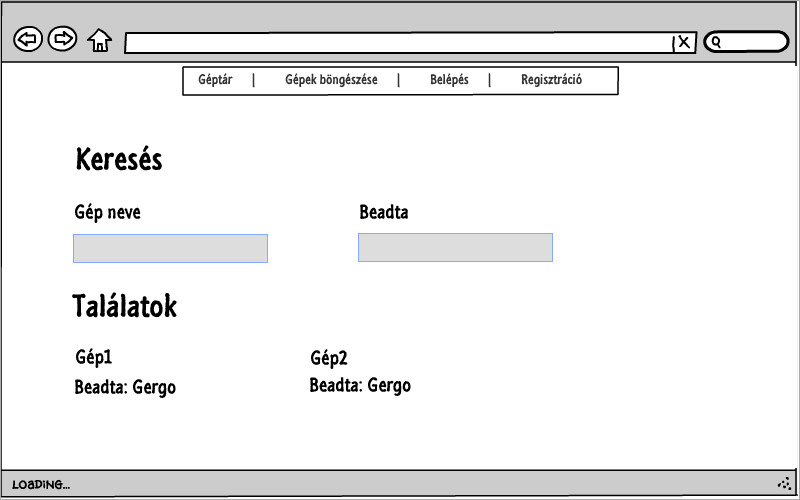 Géptár | Gépek böngészése | Belépés | Regisztráció
Keresés
Gép neve Beadta
Találatok
Gép1 Gép2
Beadta: Gergo Beadta: Gergo
LOADING...